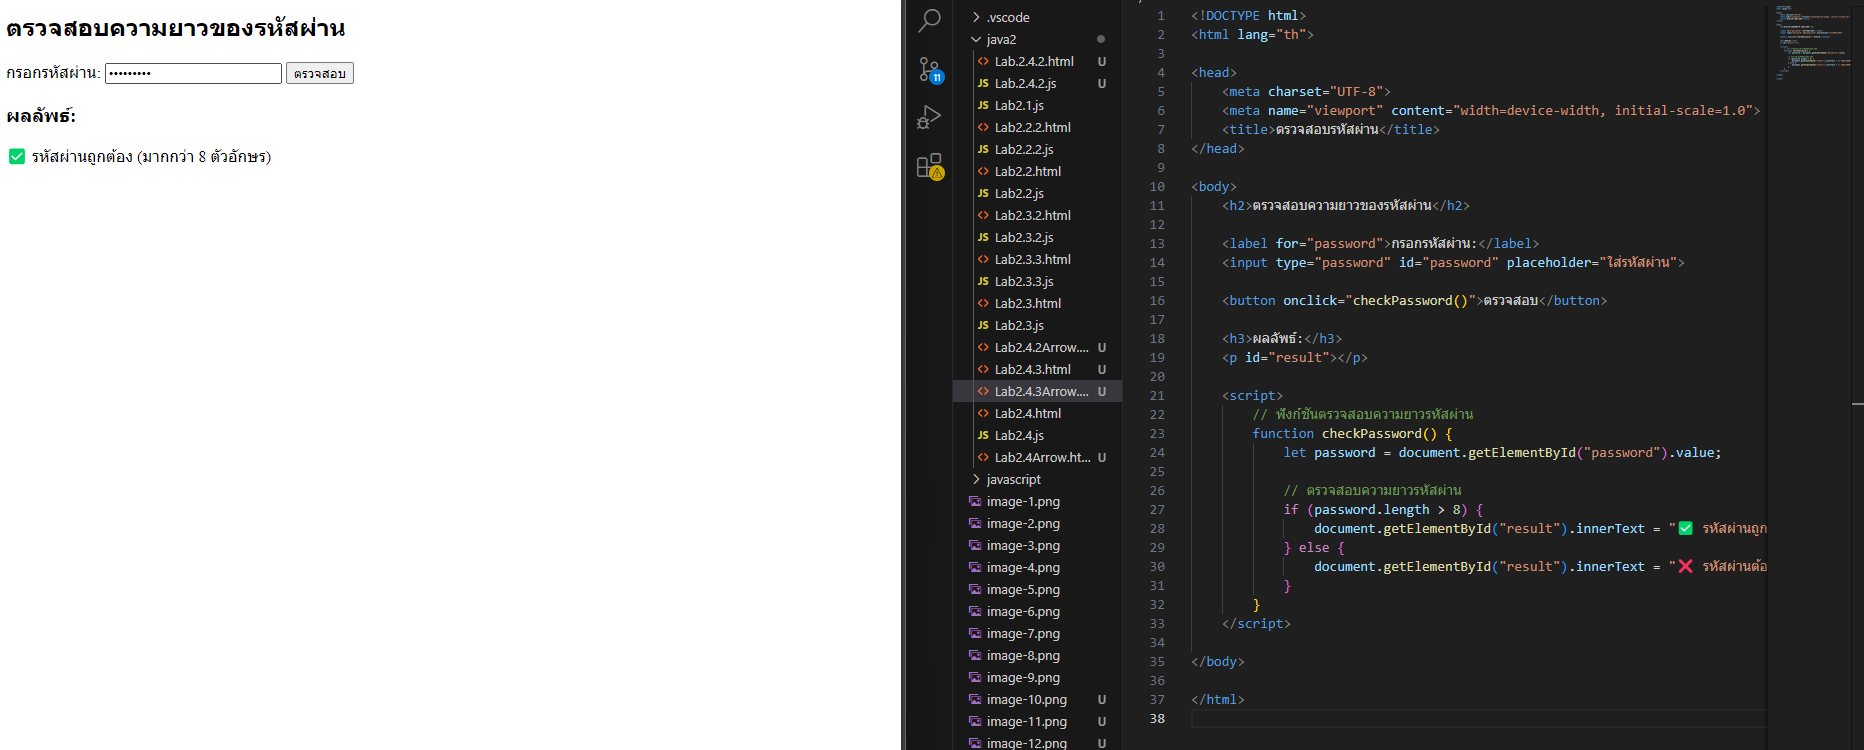 ตรวจสอบความยาวของรหัสผ่าน
กรอกรหัสผ่าน: ••••••••• ตรวจสอบ
ผลลัพธ์:
✅ รหัสผ่านถูกต้อง (มากกว่า 8 ตัวอักษร)
11
.vscode
java2
Lab.2.4.2.html U
JS Lab.2.4.2.js U
JS Lab2.1.js
Lab2.2.2.html
JS Lab2.2.2.js
Lab2.2.html
JS Lab2.2.js
Lab2.3.2.html
JS Lab2.3.2.js
Lab2.3.3.html
JS Lab2.3.3.js
Lab2.3.html
JS Lab2.3.js
Lab2.4.2Arrow.... U
Lab2.4.3.html U
Lab2.4.3Arrow.... U
Lab2.4.html
JS Lab2.4.js
Lab2.4Arrow.ht... U
javascript
image-1.png
image-2.png
image-3.png
image-4.png
image-5.png
image-6.png
image-7.png
image-8.png
image-9.png
image-10.png U
image-11.png U
image-12.png U
1 <!DOCTYPE html>
2 <html lang="th">
3
4 <head>
5 <meta charset="UTF-8">
6 <meta name="viewport" content="width=device-width, initial-scale=1.0">
7 <title>ตรวจสอบรหัสผ่าน</title>
8 </head>
9
10 <body>
11 <h2>ตรวจสอบความยาวของรหัสผ่าน</h2>
12
13 <label for="password">กรอกรหัสผ่าน:</label>
14 <input type="password" id="password" placeholder="ใส่รหัสผ่าน">
15
16 <button onclick="checkPassword()">ตรวจสอบ</button>
17
18 <h3>ผลลัพธ์:</h3>
19 <p id="result"></p>
20
21 <script>
22 // ฟังก์ชันตรวจสอบความยาวรหัสผ่าน
23 function checkPassword() {
24 let password = document.getElementById("password").value;
25
26 // ตรวจสอบความยาวรหัสผ่าน
27 if (password.length > 8) {
28 document.getElementById("result").innerText = "✅ รหัสผ่านถูก
29 } else {
30 document.getElementById("result").innerText = "❌ รหัสผ่านต้อ
31 }
32 }
33 </script>
34
35 </body>
36
37 </html>
38